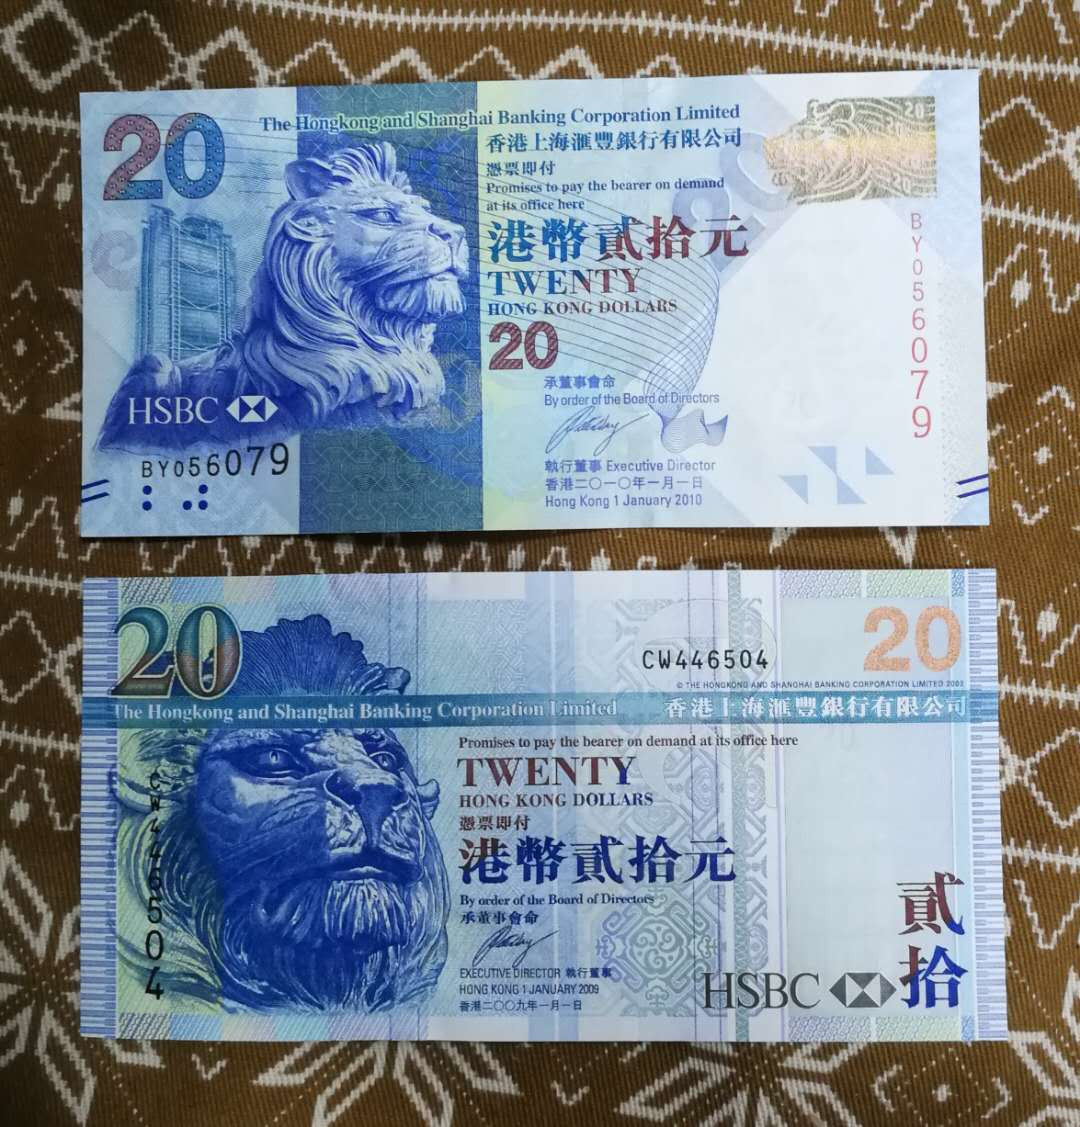 20
The Hongkong and Shanghai Banking Corporation Limited
香港上海滙豐銀行有限公司
憑票即付
Promises to pay the bearer on demand
at its office here
港幣貳拾元
TWENTY
HONG KONG DOLLARS
20
承董事會命
By order of the Board of Directors
執行董事 Executive Director
香港二〇一〇年一月一日
Hong Kong 1 January 2010
HSBC
BY056079
20
BY056079
20
CW446504
20
© THE HONGKONG AND SHANGHAI BANKING CORPORATION LIMITED 2003
The Hongkong and Shanghai Banking Corporation Limited 香港上海滙豐銀行有限公司
Promises to pay the bearer on demand at its office here
TWENTY
HONG KONG DOLLARS
憑票即付
港幣貳拾元
By order of the Board of Directors
承董事會命
EXECUTIVE DIRECTOR 執行董事
HONG KONG 1 JANUARY 2009
香港二〇〇九年一月一日
CW446504
HSBC
貳拾